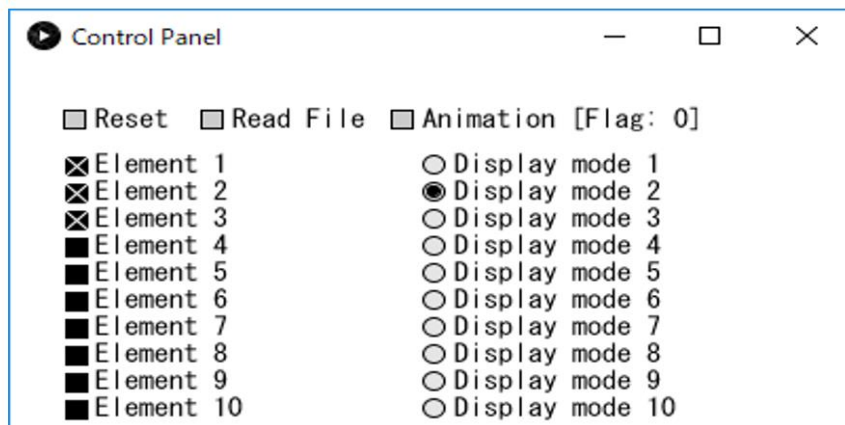 Control Panel
Reset Read File Animation [Flag: 0]
Element 1 Display mode 1
Element 2 Display mode 2
Element 3 Display mode 3
Element 4 Display mode 4
Element 5 Display mode 5
Element 6 Display mode 6
Element 7 Display mode 7
Element 8 Display mode 8
Element 9 Display mode 9
Element 10 Display mode 10